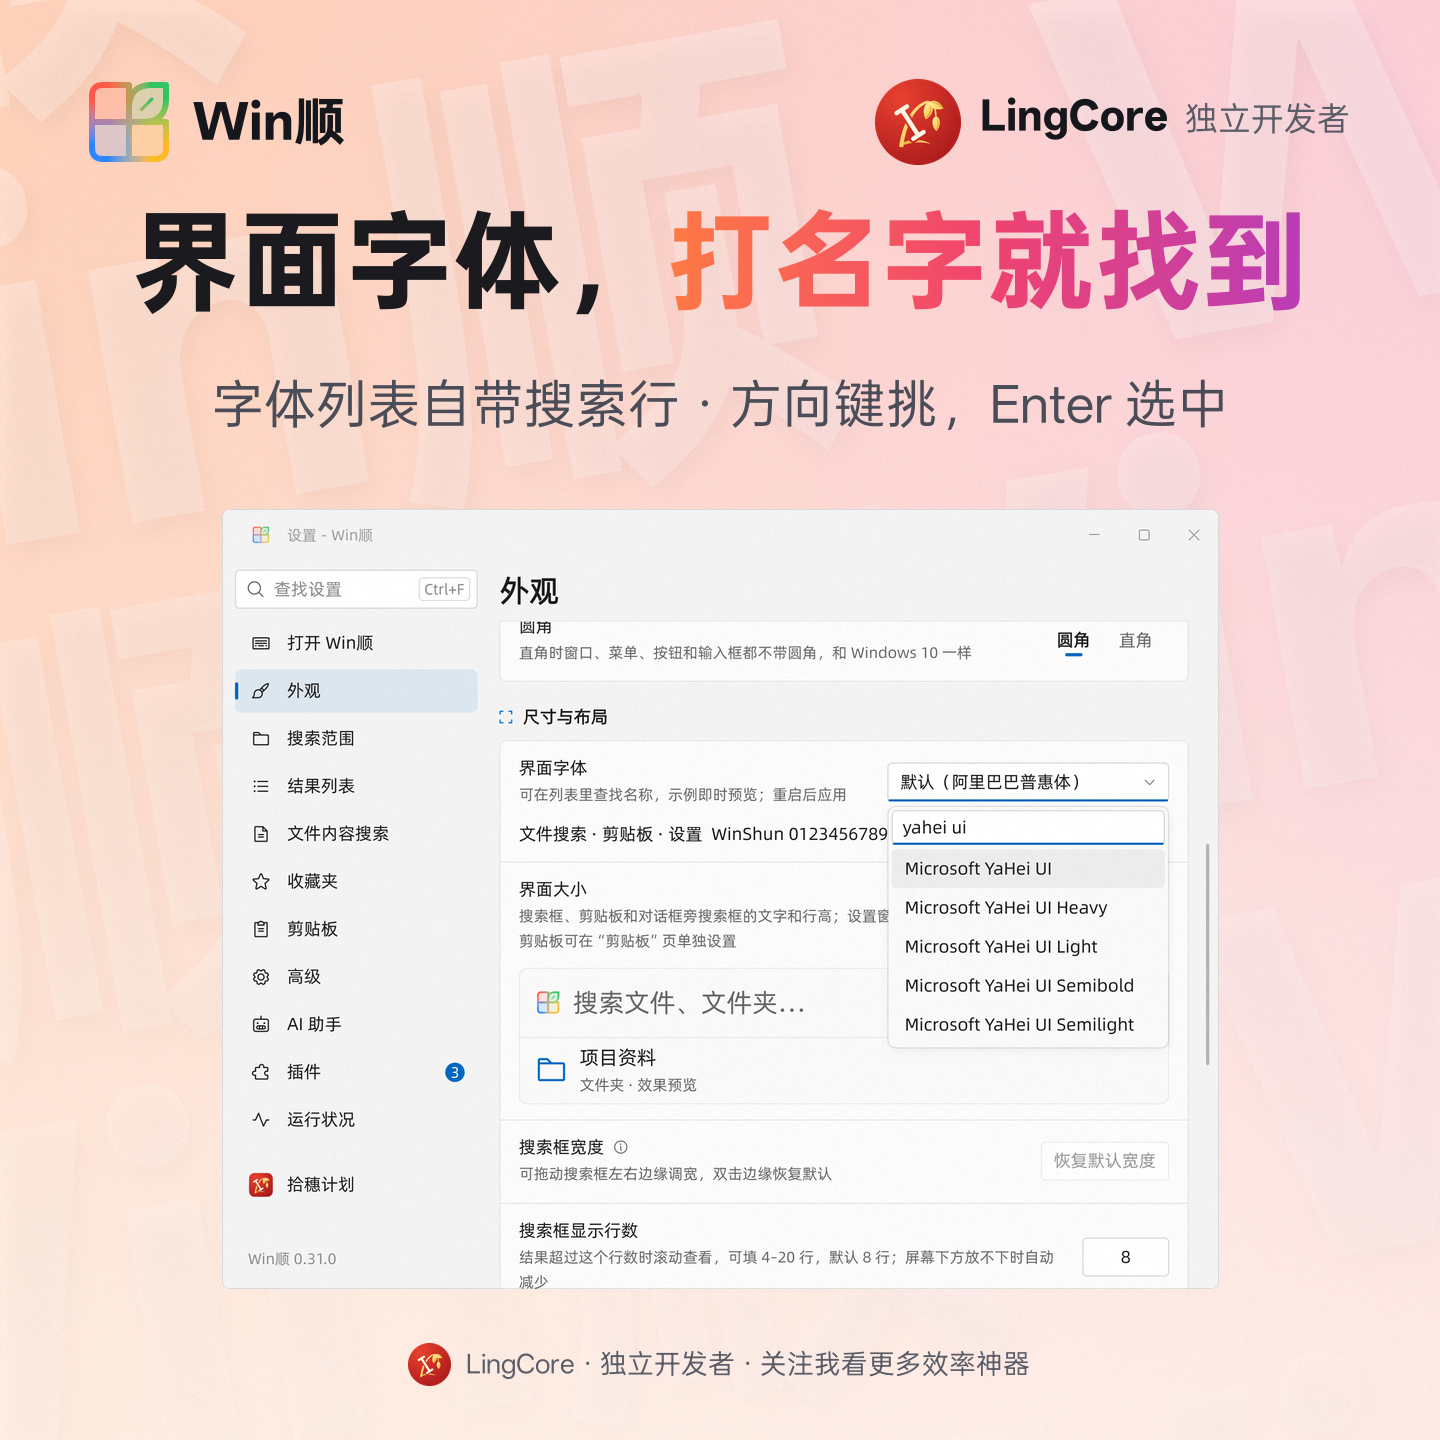 Win顺
LingCore 独立开发者
界面字体，打名字就找到
字体列表自带搜索行 · 方向键挑，Enter 选中
设置 - Win顺
查找设置 Ctrl+F
打开 Win顺
外观
搜索范围
结果列表
文件内容搜索
收藏夹
剪贴板
高级
AI 助手
插件 3
运行状况
拾穗计划
Win顺 0.31.0
外观
圆角
直角时窗口、菜单、按钮和输入框都不带圆角，和 Windows 10 一样
圆角 直角
尺寸与布局
界面字体
可在列表里查找名称，示例即时预览；重启后应用
默认（阿里巴巴普惠体）
文件搜索 · 剪贴板 · 设置 WinShun 0123456789
yahei ui
Microsoft YaHei UI
Microsoft YaHei UI Heavy
Microsoft YaHei UI Light
Microsoft YaHei UI Semibold
Microsoft YaHei UI Semilight
界面大小
搜索框、剪贴板和对话框旁搜索框的文字和行高；设置窗
剪贴板可在 “剪贴板” 页单独设置
搜索文件、文件夹...
项目资料
文件夹 · 效果预览
搜索框宽度
可拖动搜索框左右边缘调宽，双击边缘恢复默认
恢复默认宽度
搜索框显示行数
结果超过这个行数时滚动查看，可填 4–20 行，默认 8 行；屏幕下方放不下时自动
减少
8
LingCore · 独立开发者 · 关注我看更多效率神器